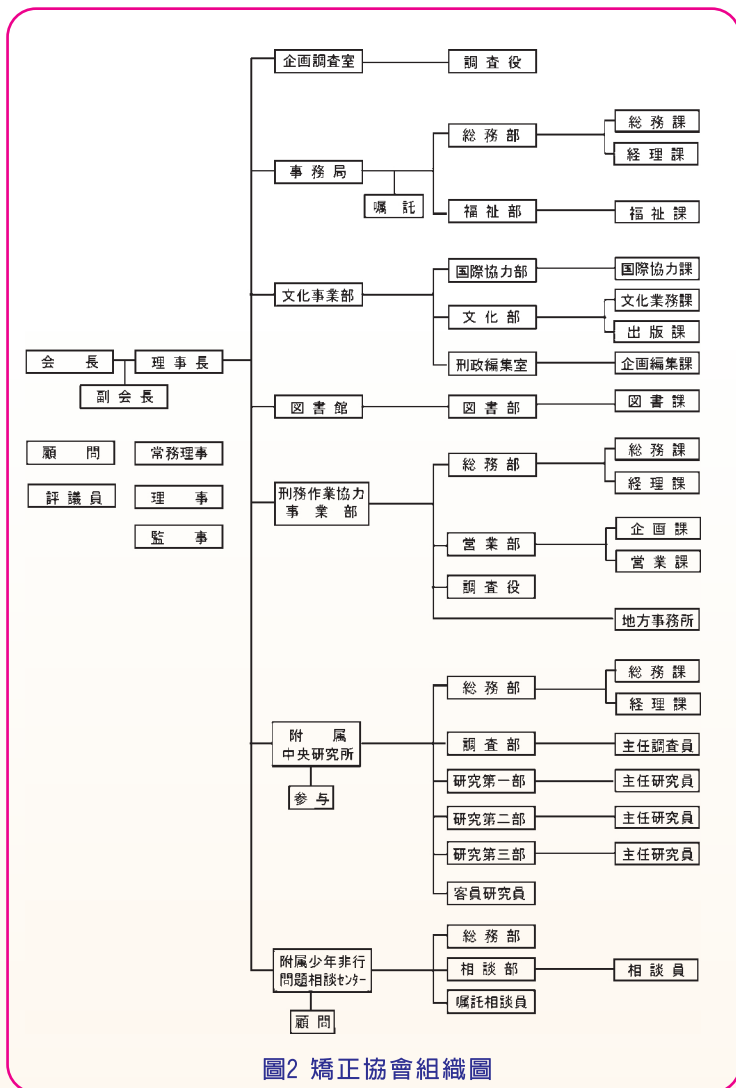 企画調査室
調査役
総務部
総務課
経理課
事務局
嘱託
福祉部
福祉課
国際協力部
国際協力課
文化事業部
文化部
文化業務課
出版課
刑政編集室
企画編集課
会長
理事長
副会長
図書館
図書部
図書課
顧問
常務理事
評議員
理事
監事
刑務作業協力
事業部
総務部
総務課
経理課
営業部
企画課
営業課
調査役
地方事務所
附属
中央研究所
参与
総務部
総務課
経理課
調査部
主任調査員
研究第一部
主任研究員
研究第二部
主任研究員
研究第三部
主任研究員
客員研究員
附属少年非行
問題相談センター
顧問
総務部
相談部
相談員
嘱託相談員
圖2 矯正協會組織圖